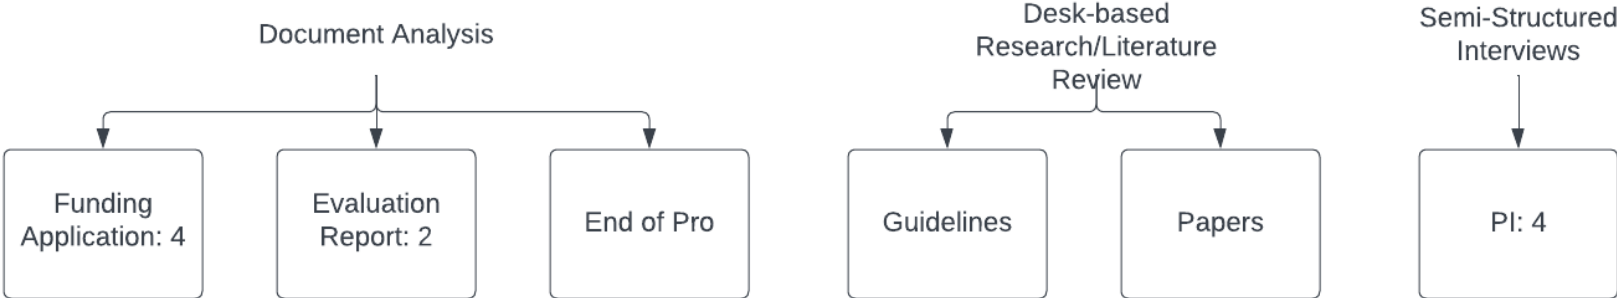 Document Analysis
Desk-based
Research/Literature
Review
Semi-Structured
Interviews
Funding
Application: 4
Evaluation
Report: 2
End of Pro
Guidelines
Papers
PI: 4